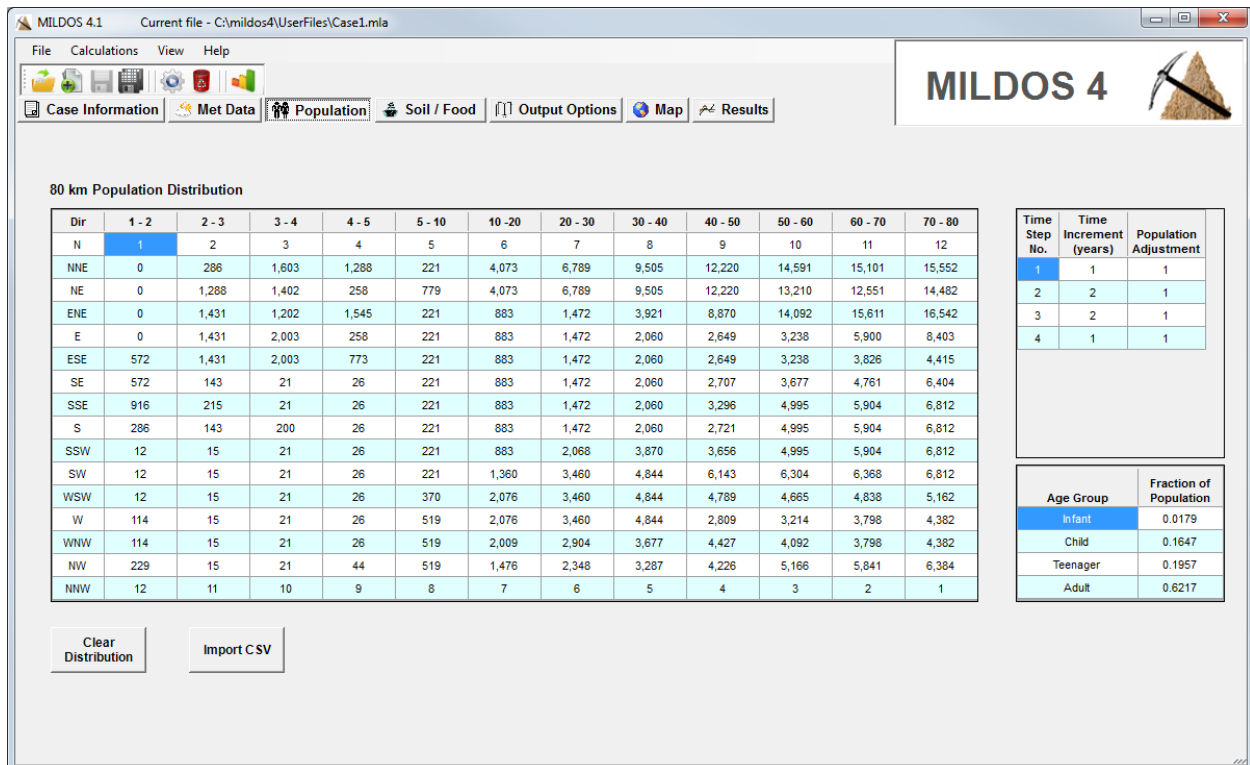 MILDOS 4.1 Current file - C:\mildos4\UserFiles\Case1.mla
File Calculations View Help
MILDOS 4
Case Information Met Data Population Soil / Food Output Options Map Results
80 km Population Distribution
Dir 1 - 2 2 - 3 3 - 4 4 - 5 5 - 10 10 -20 20 - 30 30 - 40 40 - 50 50 - 60 60 - 70 70 - 80
N 1 2 3 4 5 6 7 8 9 10 11 12
NNE 0 286 1,603 1,288 221 4,073 6,789 9,505 12,220 14,591 15,101 15,552
NE 0 1,288 1,402 258 779 4,073 6,789 9,505 12,220 13,210 12,551 14,482
ENE 0 1,431 1,202 1,545 221 883 1,472 3,921 8,870 14,092 15,611 16,542
E 0 1,431 2,003 258 221 883 1,472 2,060 2,649 3,238 5,900 8,403
ESE 572 1,431 2,003 773 221 883 1,472 2,060 2,649 3,238 3,826 4,415
SE 572 143 21 26 221 883 1,472 2,060 2,707 3,677 4,761 6,404
SSE 916 215 21 26 221 883 1,472 2,060 3,296 4,995 5,904 6,812
S 286 143 200 26 221 883 1,472 2,060 2,721 4,995 5,904 6,812
SSW 12 15 21 26 221 883 2,068 3,870 3,656 4,995 5,904 6,812
SW 12 15 21 26 221 1,360 3,460 4,844 6,143 6,304 6,368 6,812
WSW 12 15 21 26 370 2,076 3,460 4,844 4,789 4,665 4,838 5,162
W 114 15 21 26 519 2,076 3,460 4,844 2,809 3,214 3,798 4,382
WNW 114 15 21 26 519 2,009 2,904 3,677 4,427 4,092 3,798 4,382
NW 229 15 21 44 519 1,476 2,348 3,287 4,226 5,166 5,841 6,384
NNW 12 11 10 9 8 7 6 5 4 3 2 1
Time Time
Step Increment Population
No. (years) Adjustment
1 1 1
2 2 1
3 2 1
4 1 1
Fraction of
Age Group Population
Infant 0.0179
Child 0.1647
Teenager 0.1957
Adult 0.6217
Clear
Distribution
Import CSV